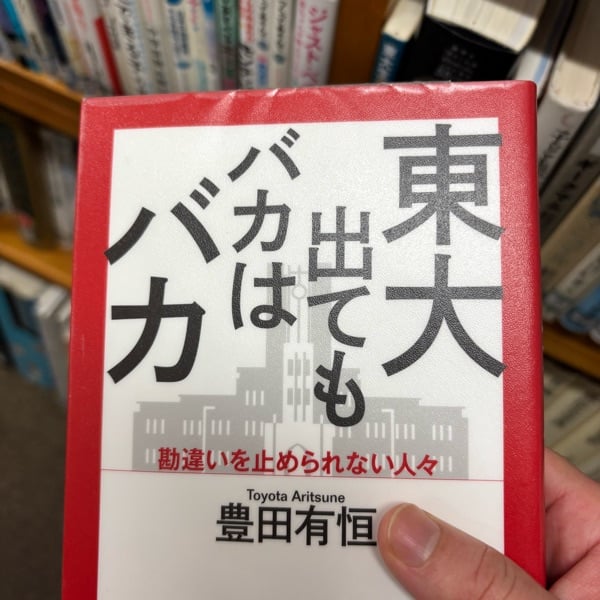 東大
出ても
バカは
バカ
勘違いを止められない人々
Toyota Aritsune
豊田有恒